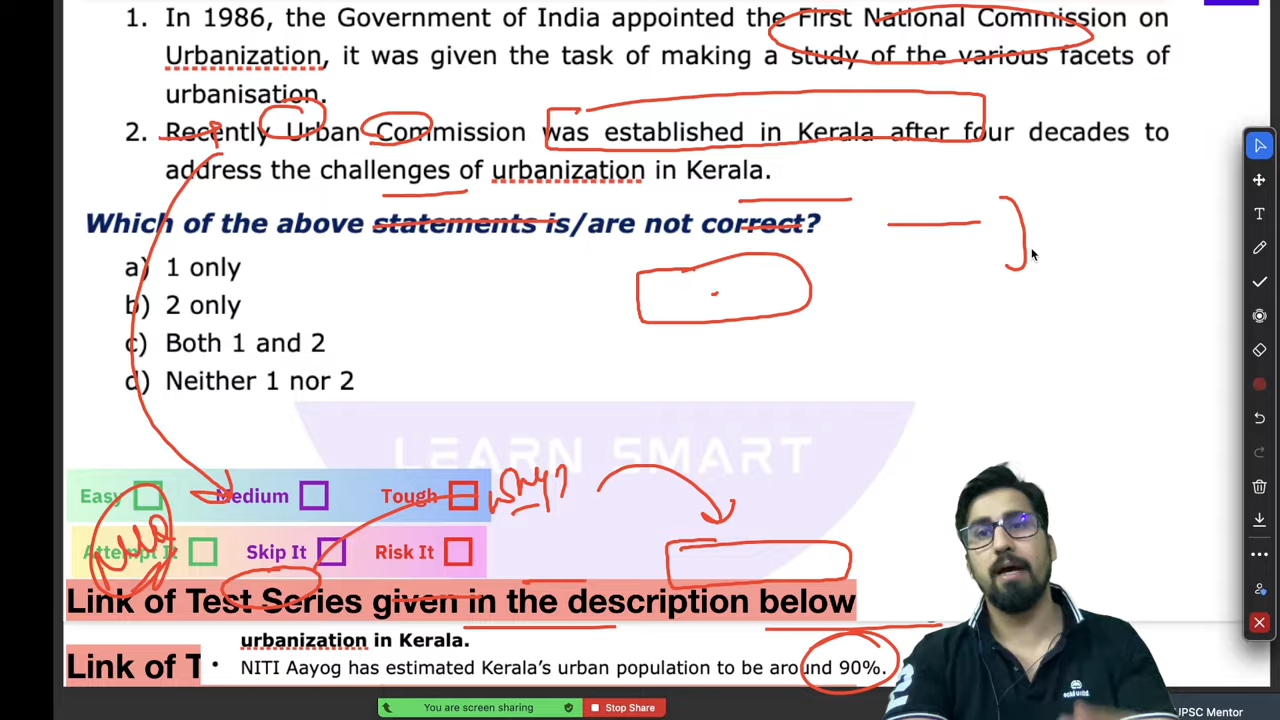 1. In 1986, the Government of India appointed the First National Commission on
Urbanization, it was given the task of making a study of the various facets of
urbanisation.
2. Recently Urban Commission was established in Kerala after four decades to
address the challenges of urbanization in Kerala.
Which of the above statements is/are not correct?
a) 1 only
b) 2 only
c) Both 1 and 2
d) Neither 1 nor 2
LEARN SMART
Easy Medium Tough why?
Attempt It Skip It Risk It
Link of Test Series given in the description below
urbanization in Kerala.
Link of T • NITI Aayog has estimated Kerala's urban population to be around 90%.
You are screen sharing Stop Share
UPSC Mentor